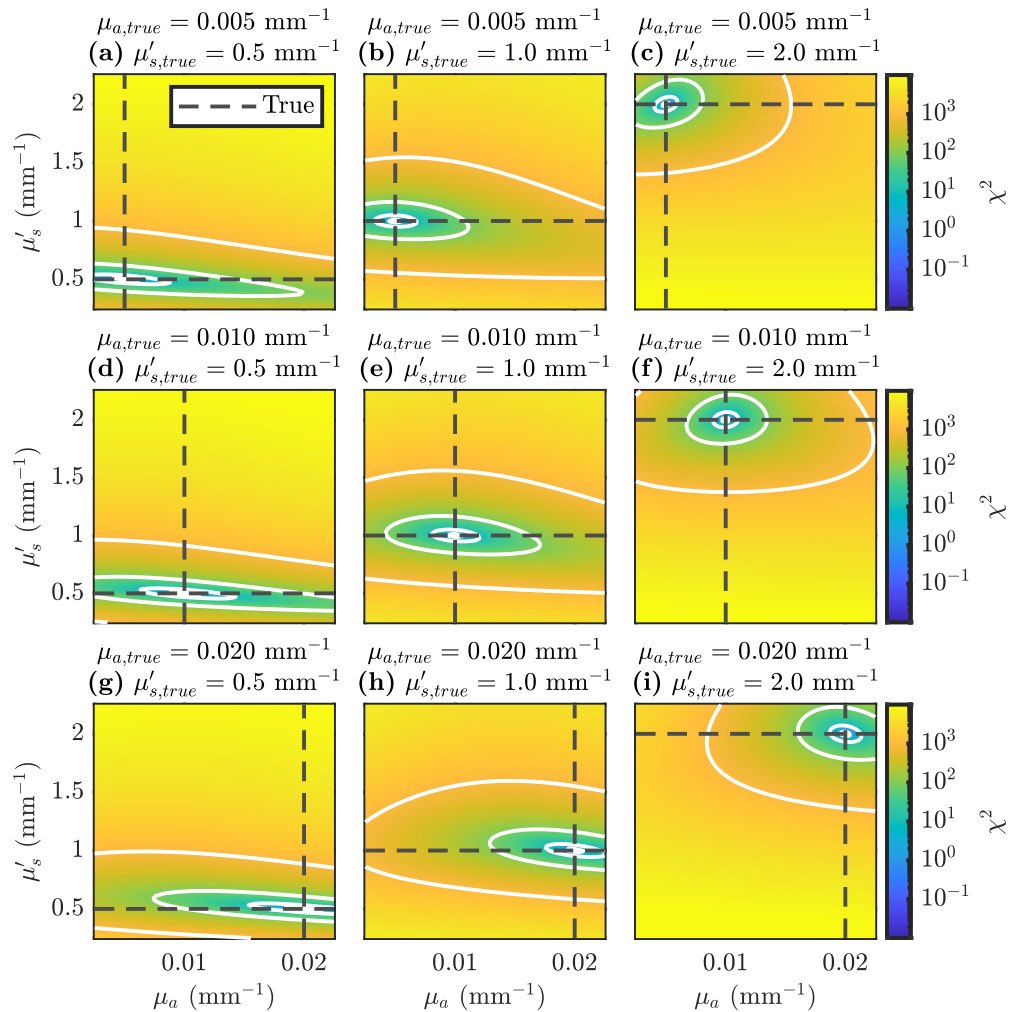 μₐ,true = 0.005 mm⁻¹
(a) μ′s,true = 0.5 mm⁻¹
μₐ,true = 0.005 mm⁻¹
(b) μ′s,true = 1.0 mm⁻¹
μₐ,true = 0.005 mm⁻¹
(c) μ′s,true = 2.0 mm⁻¹
True
2
1.5
1
0.5
μ′s (mm⁻¹)
10³
10²
10¹
10⁰
10⁻¹
χ²
μₐ,true = 0.010 mm⁻¹
(d) μ′s,true = 0.5 mm⁻¹
μₐ,true = 0.010 mm⁻¹
(e) μ′s,true = 1.0 mm⁻¹
μₐ,true = 0.010 mm⁻¹
(f) μ′s,true = 2.0 mm⁻¹
2
1.5
1
0.5
μ′s (mm⁻¹)
10³
10²
10¹
10⁰
10⁻¹
χ²
μₐ,true = 0.020 mm⁻¹
(g) μ′s,true = 0.5 mm⁻¹
μₐ,true = 0.020 mm⁻¹
(h) μ′s,true = 1.0 mm⁻¹
μₐ,true = 0.020 mm⁻¹
(i) μ′s,true = 2.0 mm⁻¹
2
1.5
1
0.5
μ′s (mm⁻¹)
10³
10²
10¹
10⁰
10⁻¹
χ²
0.01 0.02
μₐ (mm⁻¹)
0.01 0.02
μₐ (mm⁻¹)
0.01 0.02
μₐ (mm⁻¹)